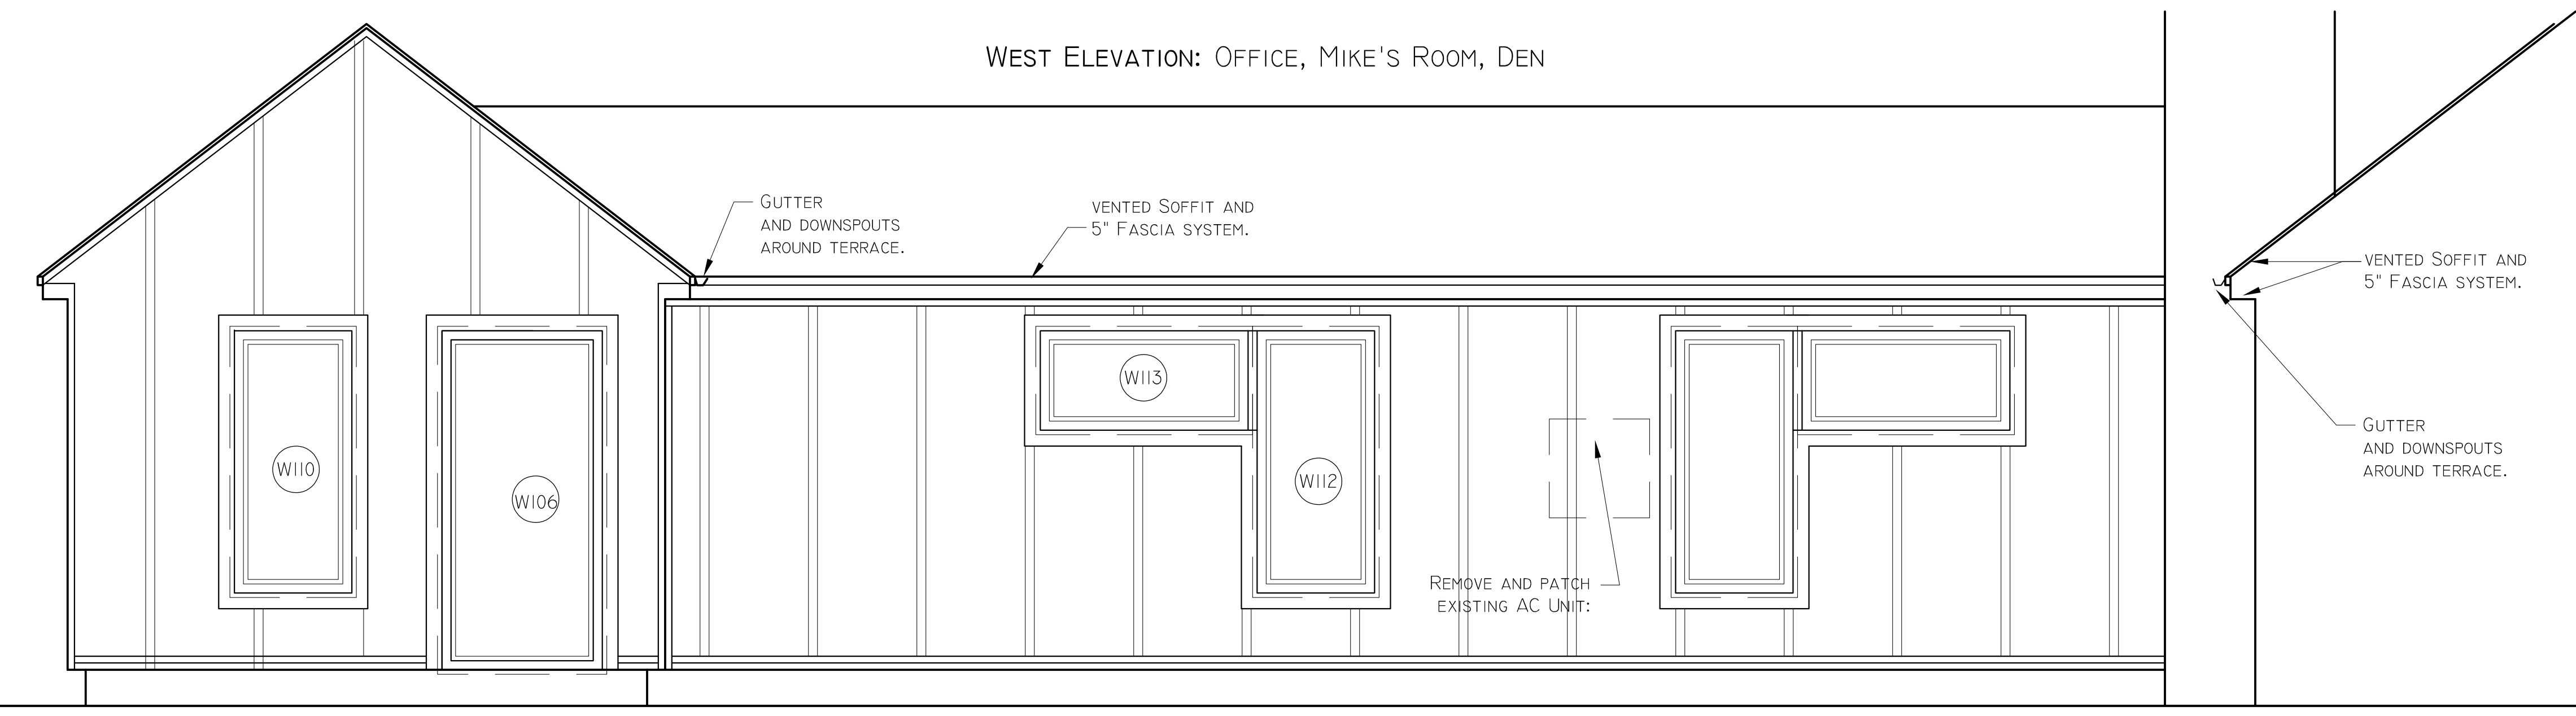 WEST ELEVATION: OFFICE, MIKE'S ROOM, DEN
GUTTER
AND DOWNSPOUTS
AROUND TERRACE.
VENTED SOFFIT AND
5" FASCIA SYSTEM.
VENTED SOFFIT AND
5" FASCIA SYSTEM.
W113
W110
W106
W112
GUTTER
AND DOWNSPOUTS
AROUND TERRACE.
REMOVE AND PATCH
EXISTING AC UNIT: